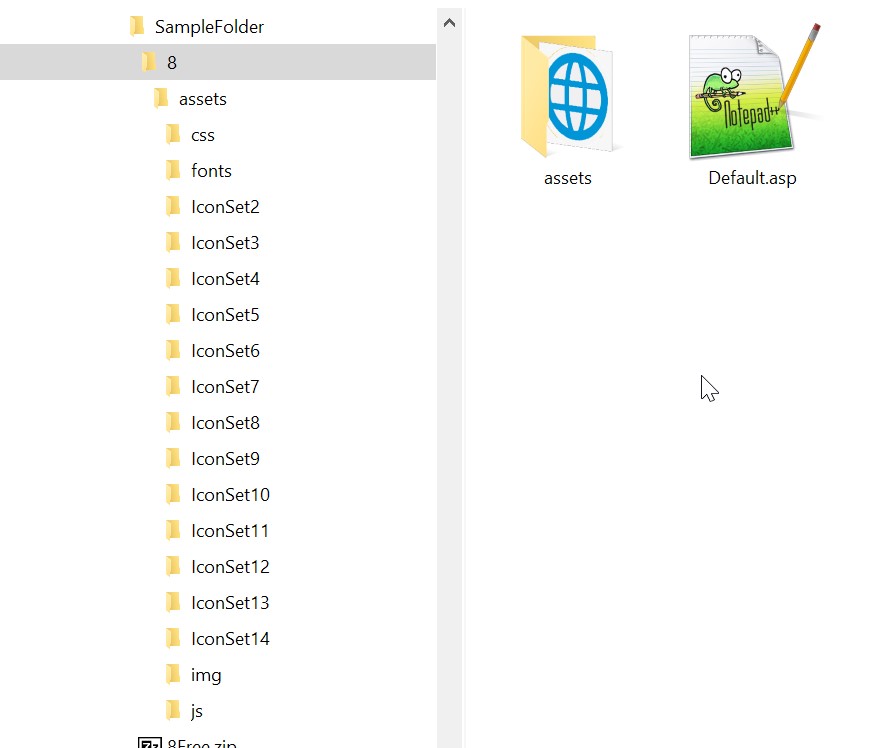 SampleFolder
8
assets
css
fonts
IconSet2
IconSet3
IconSet4
IconSet5
IconSet6
IconSet7
IconSet8
IconSet9
IconSet10
IconSet11
IconSet12
IconSet13
IconSet14
img
js
8Free.zip
Notepad++
assets
Default.asp